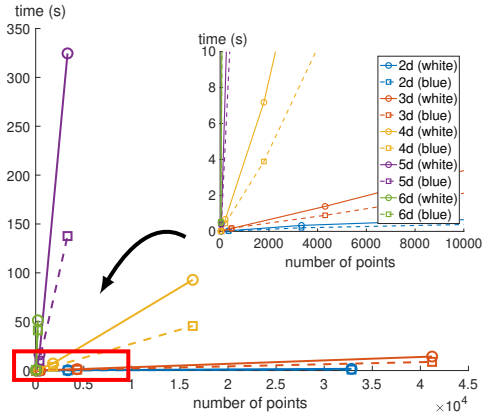 time (s)
350
300
250
200
150
100
50
0
0
0.5
1
1.5
2
2.5
3
3.5
4
4.5
×10⁴
number of points
time (s)
10
8
6
4
2
0
0
2000
4000
6000
8000
10000
number of points
2d (white)
2d (blue)
3d (white)
3d (blue)
4d (white)
4d (blue)
5d (white)
5d (blue)
6d (white)
6d (blue)